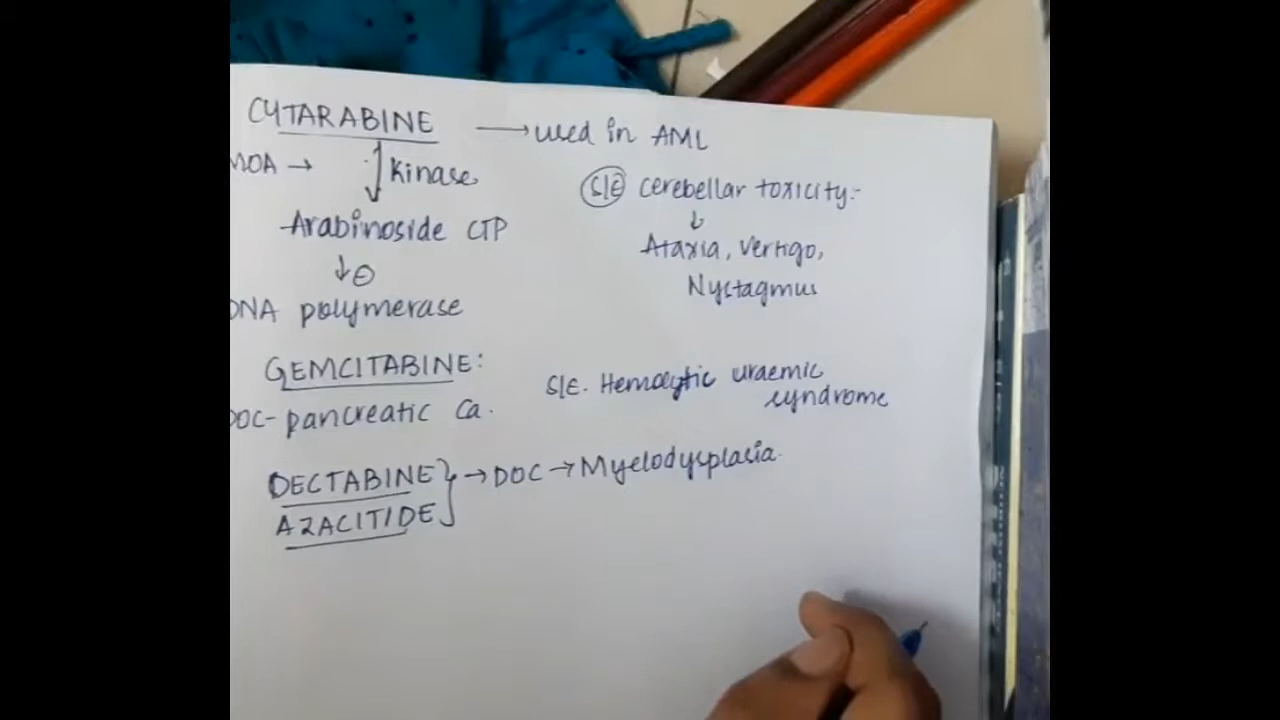 CYTARABINE → used in AML
MOA → ↓ kinase
S/E cerebellar toxicity:-
Arabinoside CTP
↓
Ataxia, Vertigo,
↓ ⊖
Nystagmus
DNA polymerase
GEMCITABINE:
S/E. Hemolytic uraemic
syndrome
DOC- pancreatic Ca.
DECTABINE } → DOC → Myelodysplasia.
AZACITIDE